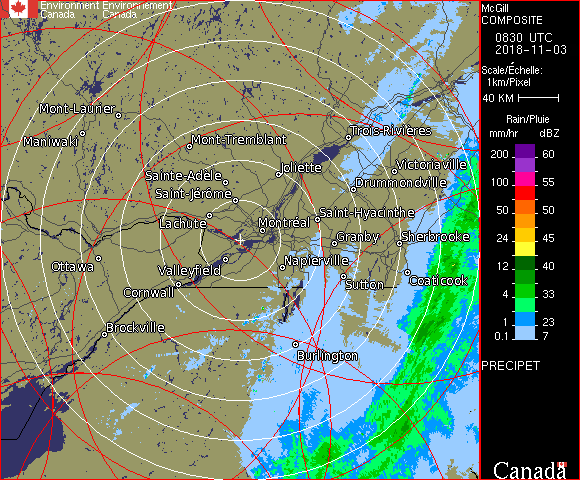 Environment Environnement
Canada Canada
McGill
COMPOSITE
0830 UTC
2018-11-03
Scale/Échelle:
1km/Pixel
40 KM
Rain/Pluie
mm/hr dBZ
200 60
100 55
50 50
24 45
12 40
4 33
1 23
0.1 7
PRECIPET
Canada
Mont-Laurier
Maniwaki
Mont-Tremblant
Trois-Rivières
Joliette
Victoriaville
Sainte-Adèle
Drummondville
Saint-Jérôme
Lachute
Saint-Hyacinthe
Montréal
Granby
Sherbrooke
Ottawa
Valleyfield
Napierville
Cornwall
Sutton
Coaticook
Brockville
Burlington